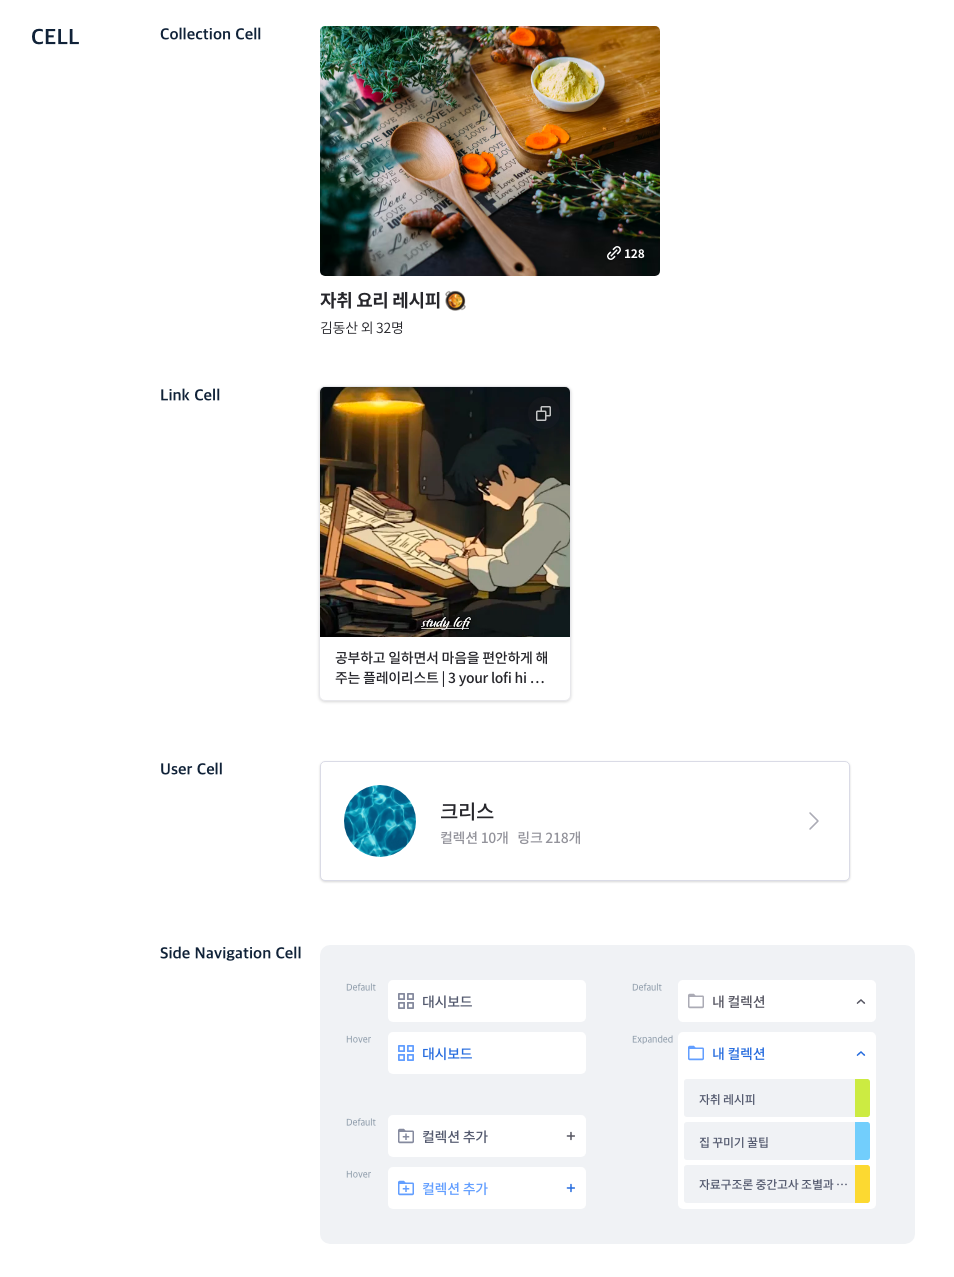 CELL
Collection Cell
LOVE LOVE LOVE
Love
128
자취 요리 레시피 🥘
김동산 외 32명
Link Cell
study lofi
공부하고 일하면서 마음을 편안하게 해
주는 플레이리스트 | 3 your lofi hi …
User Cell
크리스
컬렉션 10개 링크 218개
Side Navigation Cell
Default
대시보드
Hover
대시보드
Default
컬렉션 추가
Hover
컬렉션 추가
Default
내 컬렉션
Expanded
내 컬렉션
자취 레시피
집 꾸미기 꿀팁
자료구조론 중간고사 조별과 …